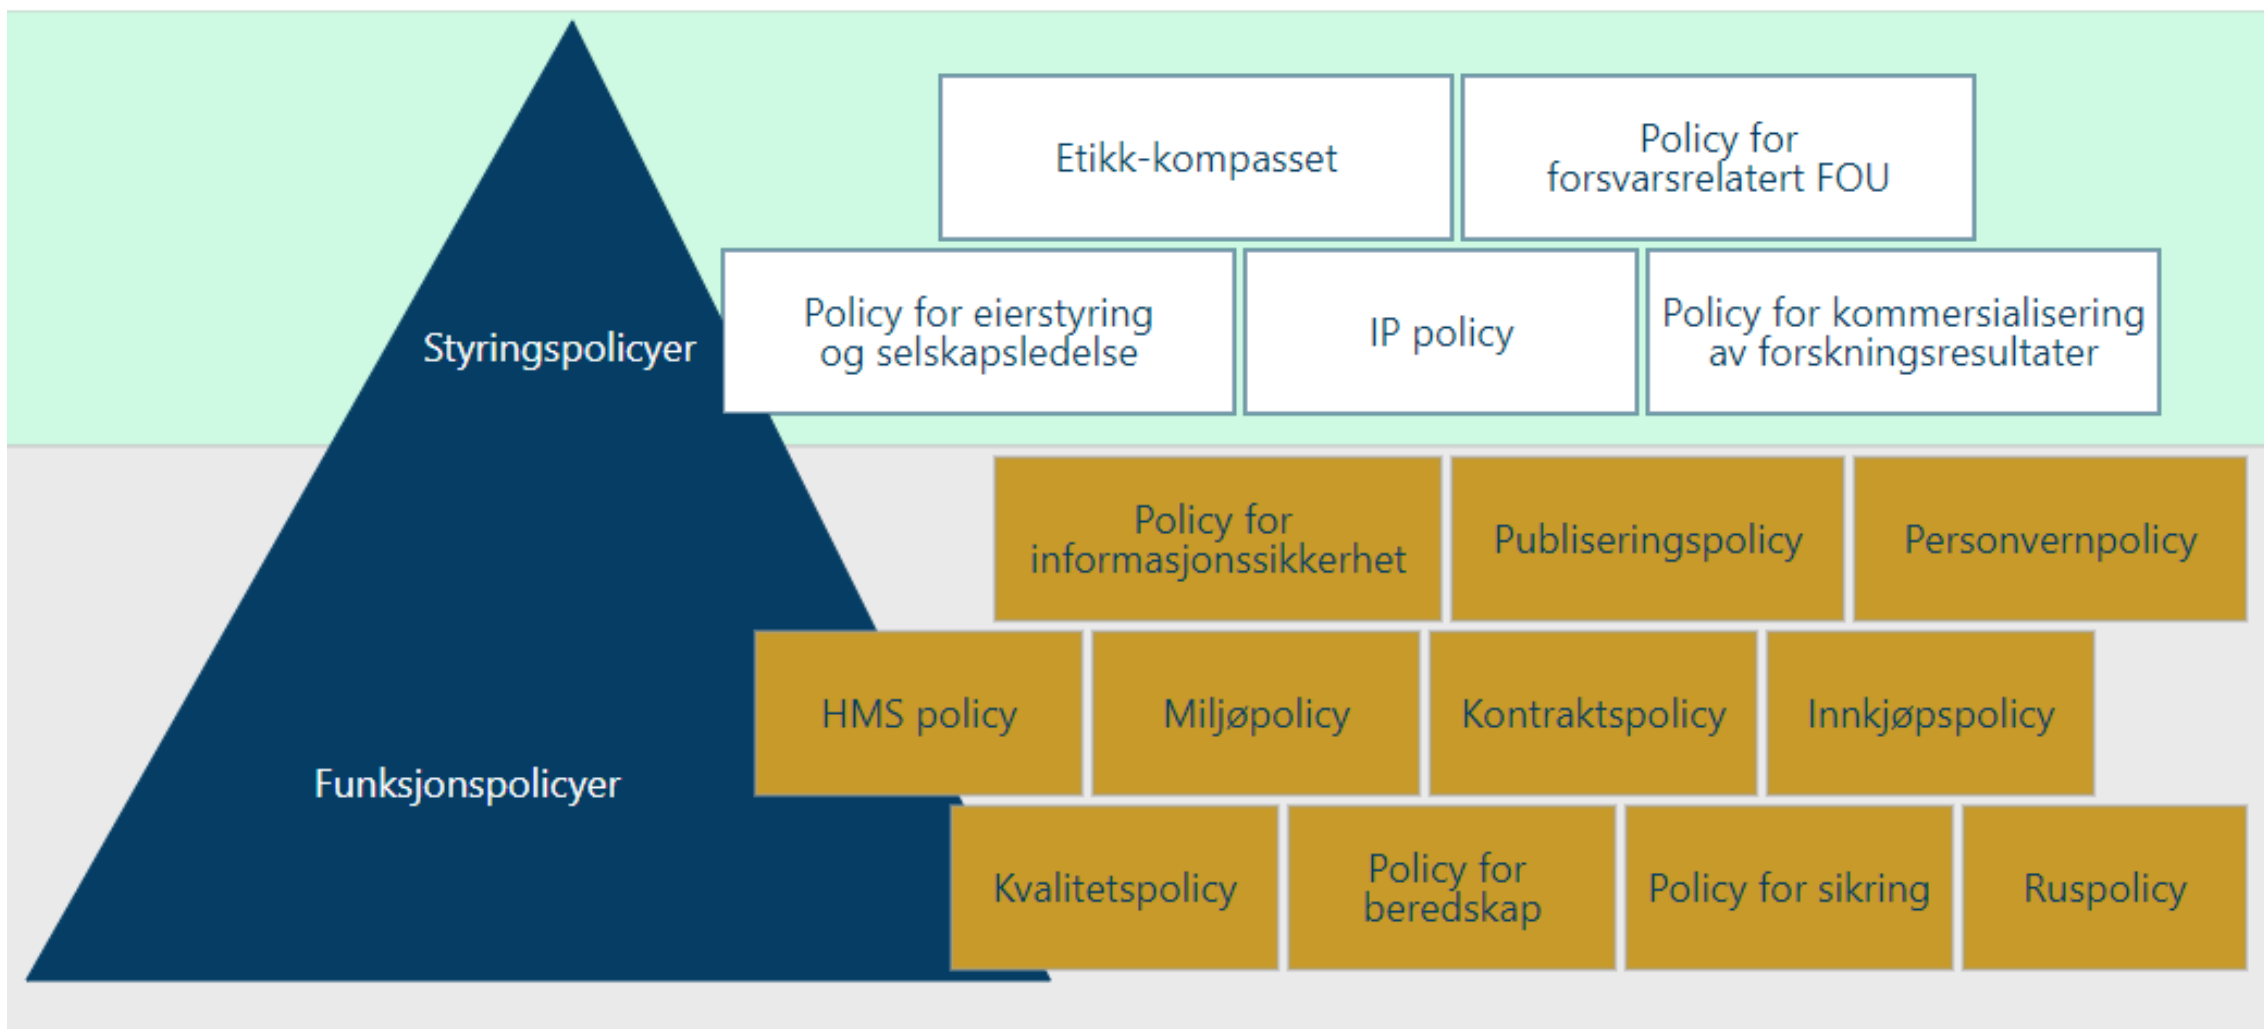 Etikk-kompasset
Policy for
forsvarsrelatert FOU
Styringspolicyer
Policy for eierstyring
og selskapsledelse
IP policy
Policy for kommersialisering
av forskningsresultater
Policy for
informasjonssikkerhet
Publiseringspolicy
Personvernpolicy
Funksjonspolicyer
HMS policy
Miljøpolicy
Kontraktspolicy
Innkjøpspolicy
Kvalitetspolicy
Policy for
beredskap
Policy for sikring
Ruspolicy